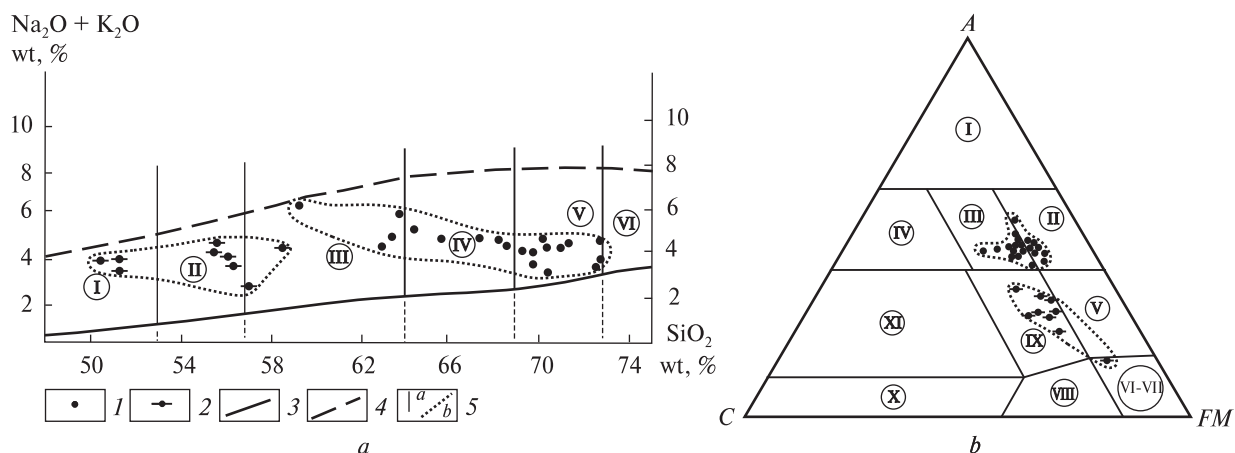 Na₂O + K₂O
wt, %
10
8
6
4
2
10
8
6
4
2
I
II
III
IV
V
VI
SiO₂
wt, %
50
54
58
62
66
70
74
1
2
3
4
a
b
5
a
A
I
II
III
IV
V
IX
XI
X
VIII
VI-VII
C
FM
b